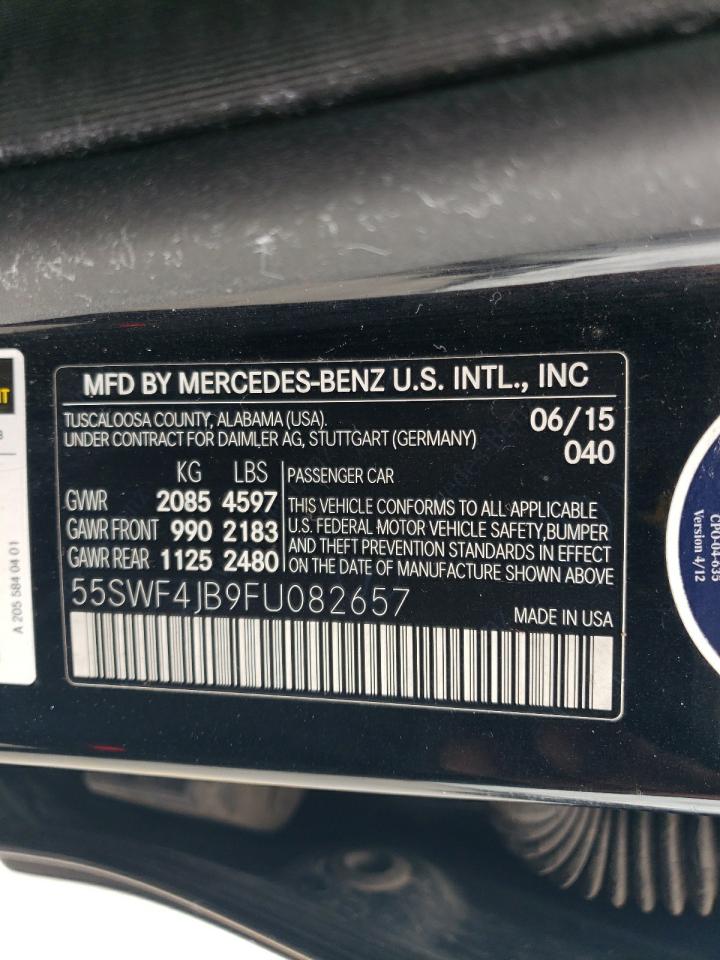 MFD BY MERCEDES-BENZ U.S. INTL., INC
TUSCALOOSA COUNTY, ALABAMA (USA).
UNDER CONTRACT FOR DAIMLER AG, STUTTGART (GERMANY)
06/15
040
KG LBS
GVWR 2085 4597
GAWR FRONT 990 2183
GAWR REAR 1125 2480
PASSENGER CAR
THIS VEHICLE CONFORMS TO ALL APPLICABLE
U.S. FEDERAL MOTOR VEHICLE SAFETY,BUMPER
AND THEFT PREVENTION STANDARDS IN EFFECT
ON THE DATE OF MANUFACTURE SHOWN ABOVE
55SWF4JB9FU082657
MADE IN USA
A 205 584 04 01
CPO-04-635
Version 4/12